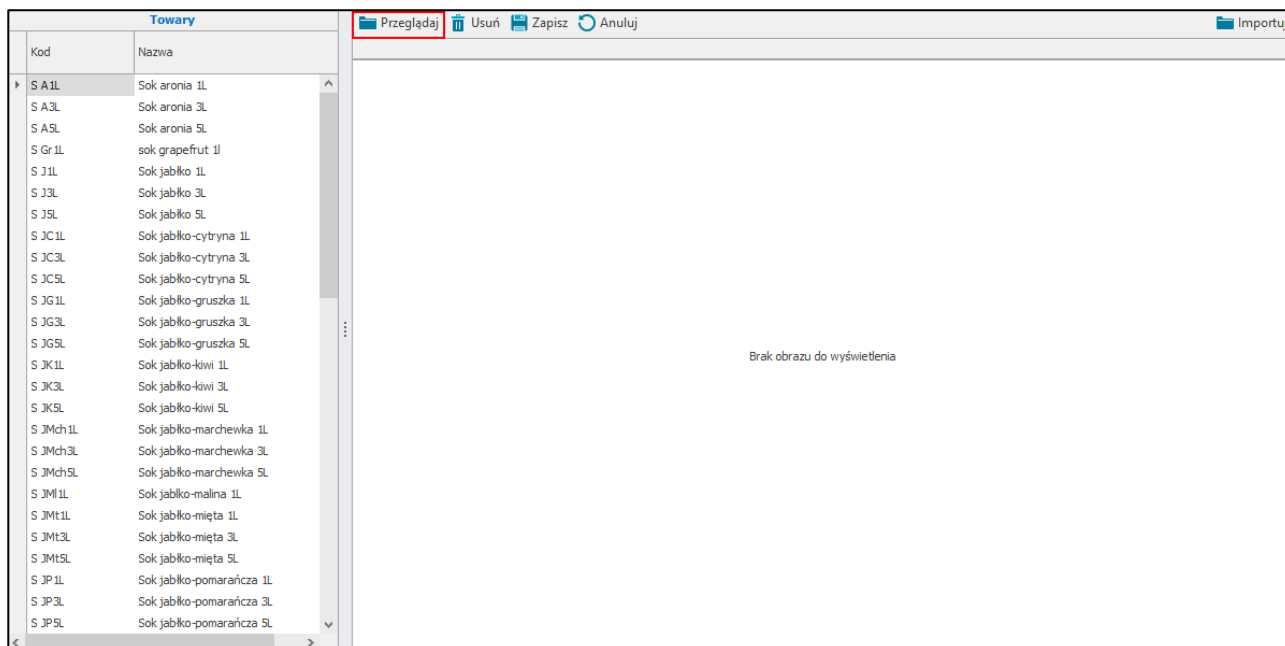 Towary
Przeglądaj Usuń Zapisz Anuluj Importuj
Kod Nazwa
S A1L Sok aronia 1L
S A3L Sok aronia 3L
S A5L Sok aronia 5L
S Gr1L sok grapefrut 1l
S J1L Sok jabłko 1L
S J3L Sok jabłko 3L
S J5L Sok jabłko 5L
S JC1L Sok jabłko-cytryna 1L
S JC3L Sok jabłko-cytryna 3L
S JC5L Sok jabłko-cytryna 5L
S JG1L Sok jabłko-gruszka 1L
S JG3L Sok jabłko-gruszka 3L
S JG5L Sok jabłko-gruszka 5L
S JK1L Sok jabłko-kiwi 1L
S JK3L Sok jabłko-kiwi 3L
S JK5L Sok jabłko-kiwi 5L
S JMch1L Sok jabłko-marchewka 1L
S JMch3L Sok jabłko-marchewka 3L
S JMch5L Sok jabłko-marchewka 5L
S JMl1L Sok jablko-malina 1L
S JMt1L Sok jabłko-mięta 1L
S JMt3L Sok jabłko-mięta 3L
S JMt5L Sok jabłko-mięta 5L
S JP1L Sok jabłko-pomarańcza 1L
S JP3L Sok jabłko-pomarańcza 3L
S JP5L Sok jabłko-pomarańcza 5L
Brak obrazu do wyświetlenia